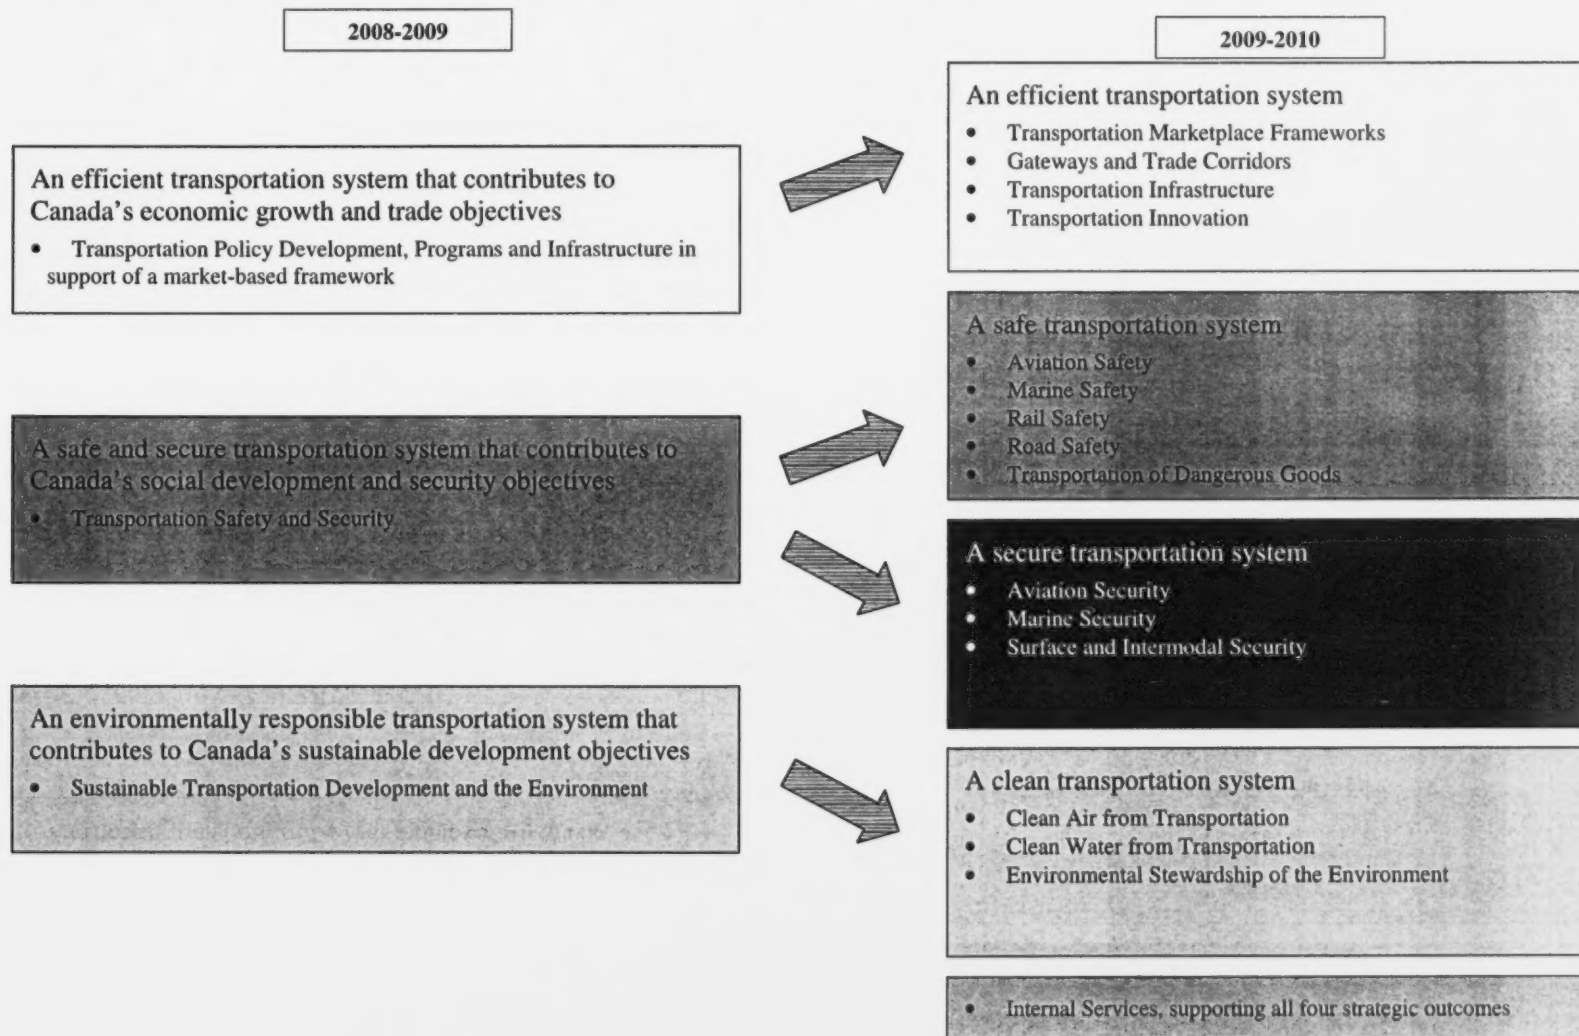 2008-2009
An efficient transportation system that contributes to
Canada's economic growth and trade objectives
• Transportation Policy Development, Programs and Infrastructure in
support of a market-based framework
A safe and secure transportation system that contributes to
Canada's social development and security objectives
• Transportation Safety and Security
An environmentally responsible transportation system that
contributes to Canada's sustainable development objectives
• Sustainable Transportation Development and the Environment
2009-2010
An efficient transportation system
• Transportation Marketplace Frameworks
• Gateways and Trade Corridors
• Transportation Infrastructure
• Transportation Innovation
A safe transportation system
• Aviation Safety
• Marine Safety
• Rail Safety
• Road Safety
• Transportation of Dangerous Goods
A secure transportation system
• Aviation Security
• Marine Security
• Surface and Intermodal Security
A clean transportation system
• Clean Air from Transportation
• Clean Water from Transportation
• Environmental Stewardship of the Environment
• Internal Services, supporting all four strategic outcomes